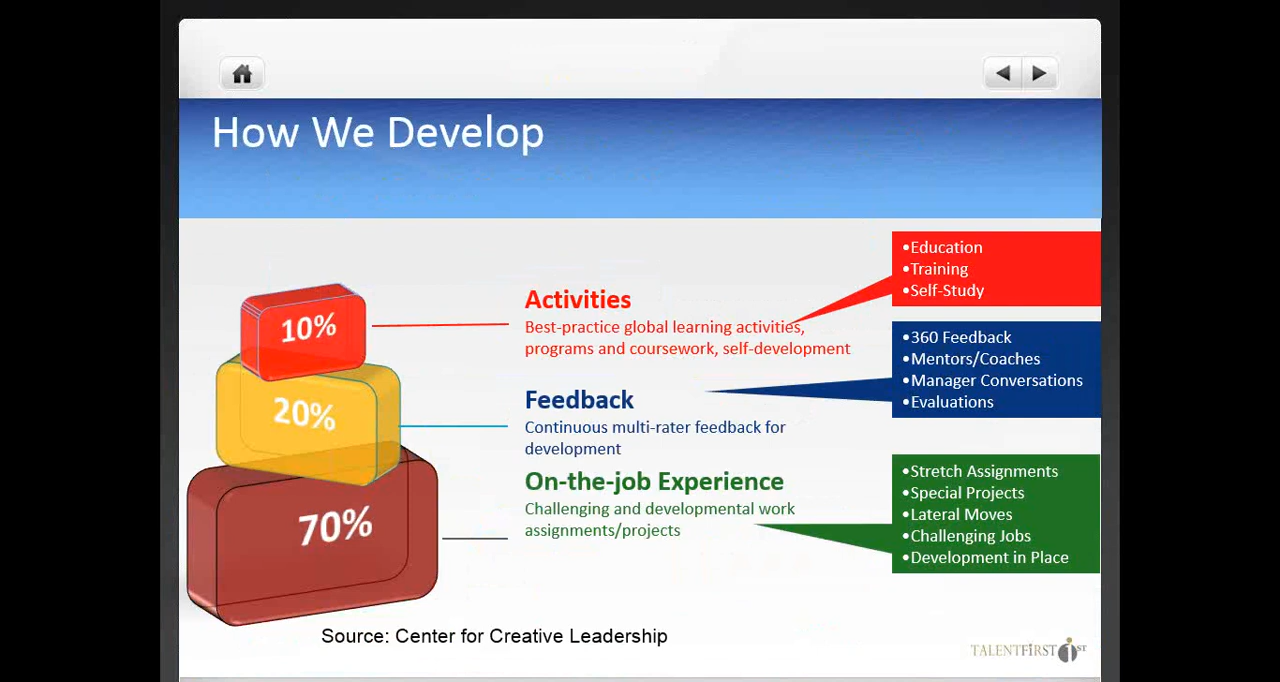 How We Develop
10%
20%
70%
Activities
Best-practice global learning activities,
programs and coursework, self-development
Feedback
Continuous multi-rater feedback for
development
On-the-job Experience
Challenging and developmental work
assignments/projects
•Education
•Training
•Self-Study
•360 Feedback
•Mentors/Coaches
•Manager Conversations
•Evaluations
•Stretch Assignments
•Special Projects
•Lateral Moves
•Challenging Jobs
•Development in Place
Source: Center for Creative Leadership
TALENTFiRST 1ST